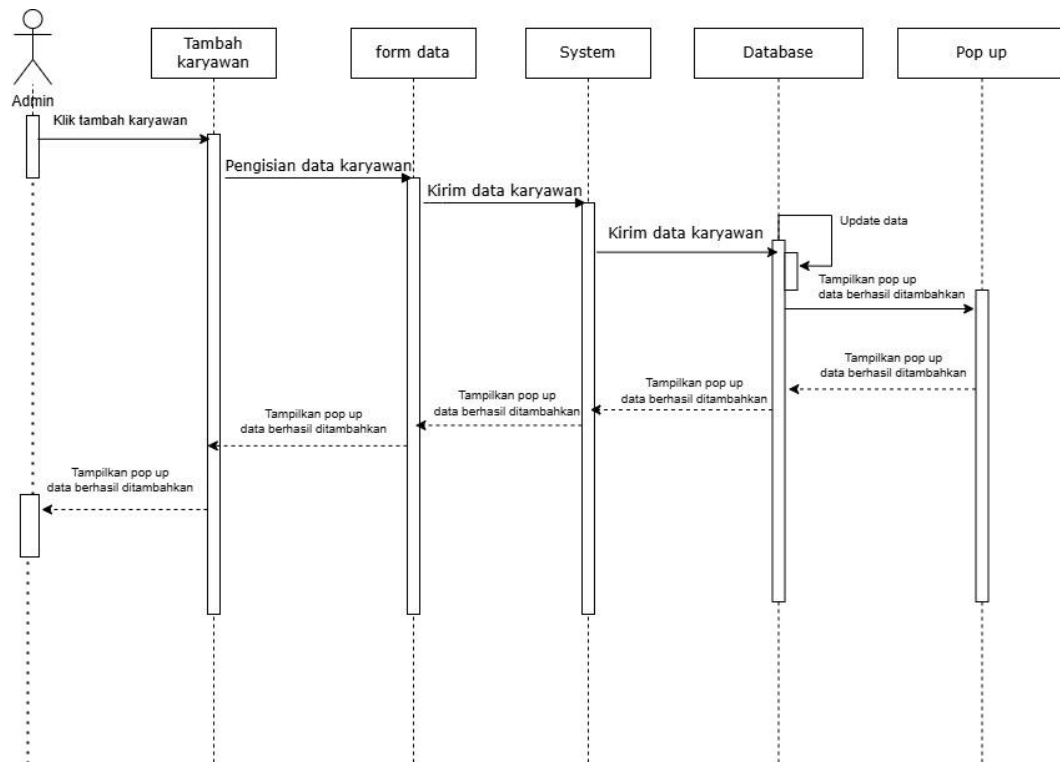 Tambah
karyawan
form data
System
Database
Pop up
Admin
Klik tambah karyawan
Pengisian data karyawan
Kirim data karyawan
Kirim data karyawan
Update data
Tampilkan pop up
data berhasil ditambahkan
Tampilkan pop up
data berhasil ditambahkan
Tampilkan pop up
data berhasil ditambahkan
Tampilkan pop up
data berhasil ditambahkan
Tampilkan pop up
data berhasil ditambahkan
Tampilkan pop up
data berhasil ditambahkan